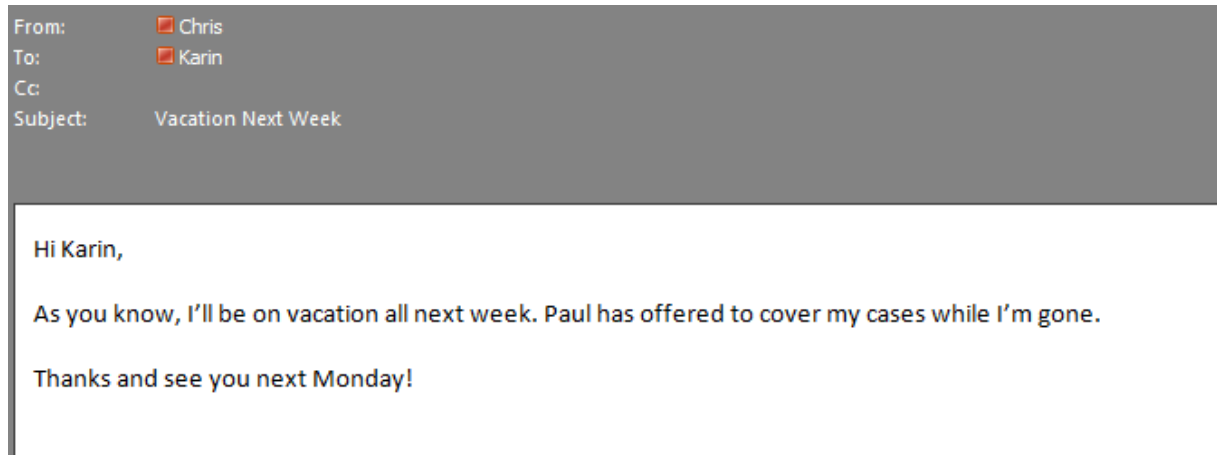 From: Chris
To: Karin
Cc:
Subject: Vacation Next Week
Hi Karin,
As you know, I’ll be on vacation all next week. Paul has offered to cover my cases while I’m gone.
Thanks and see you next Monday!